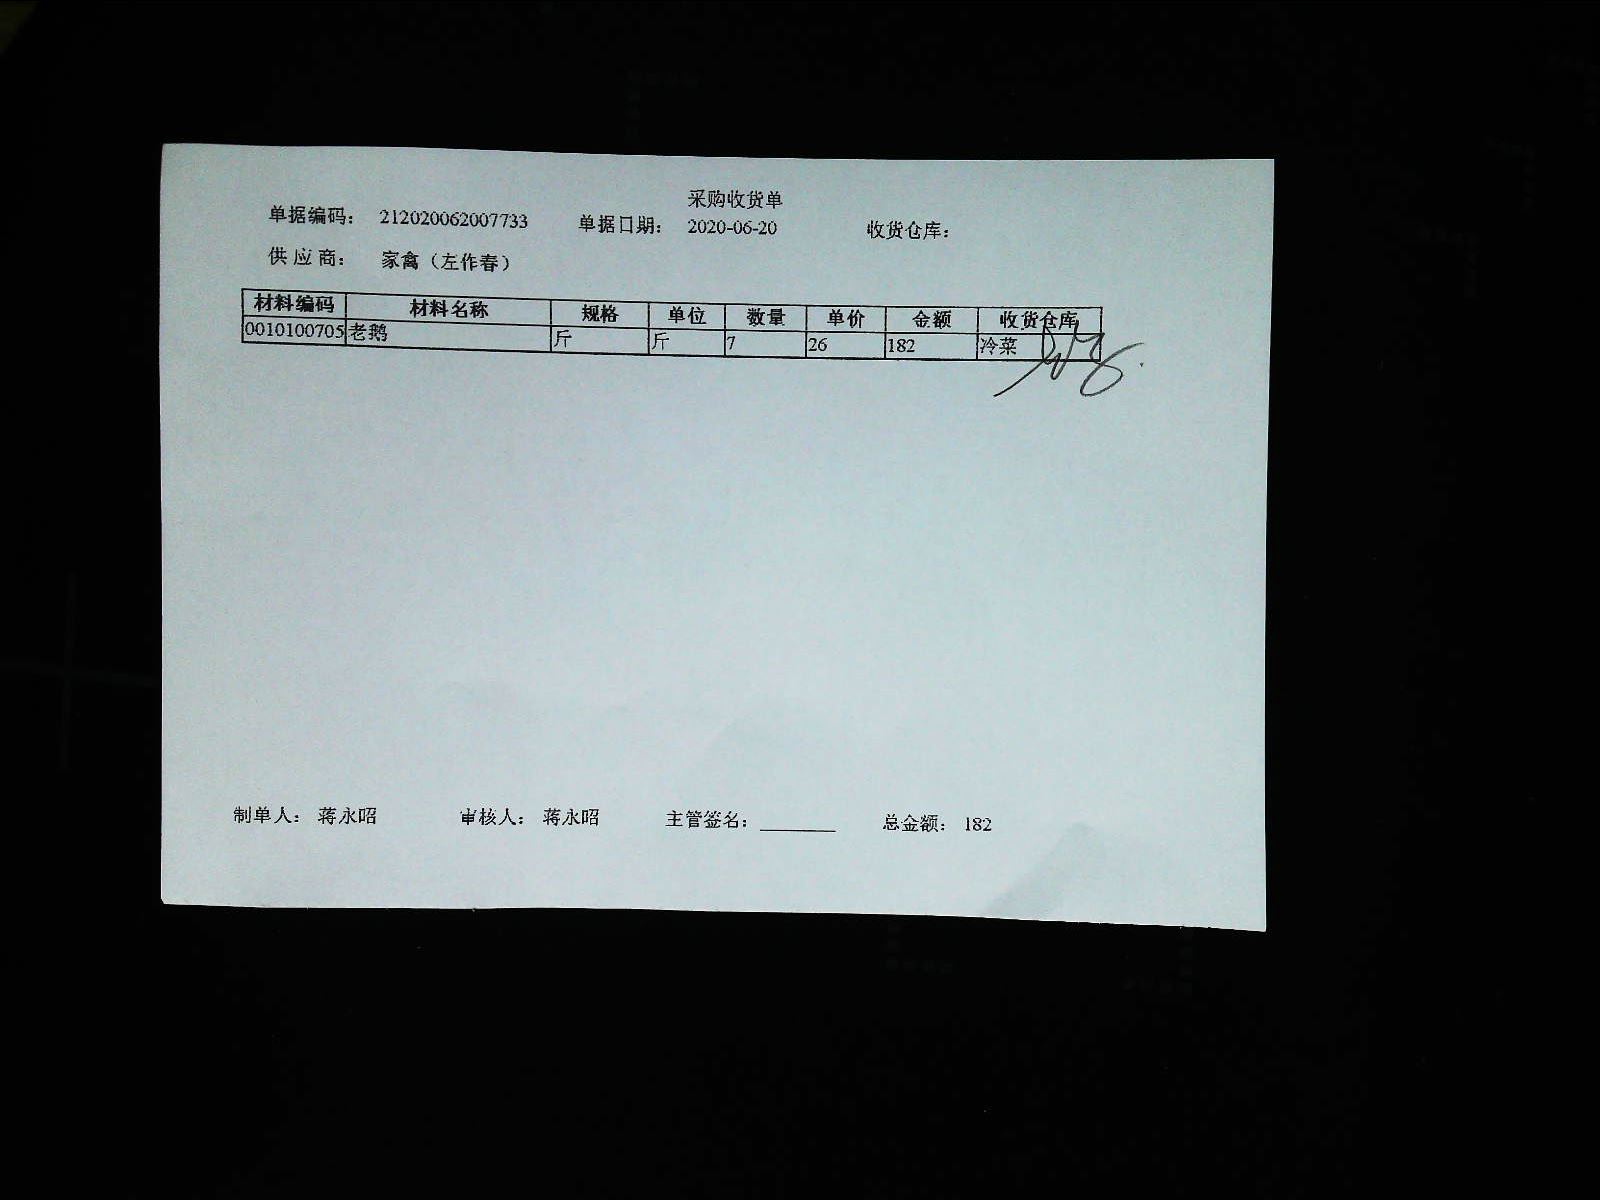 采购收货单
单据编码： 212020062007733 单据日期： 2020-06-20 收货仓库：
供应商： 家禽（左作春）
材料编码 材料名称 规格 单位 数量 单价 金额 收货仓库
0010100705 老鹅 斤 斤 7 26 182 冷菜
制单人： 蒋永昭 审核人： 蒋永昭 主管签名： 总金额： 182